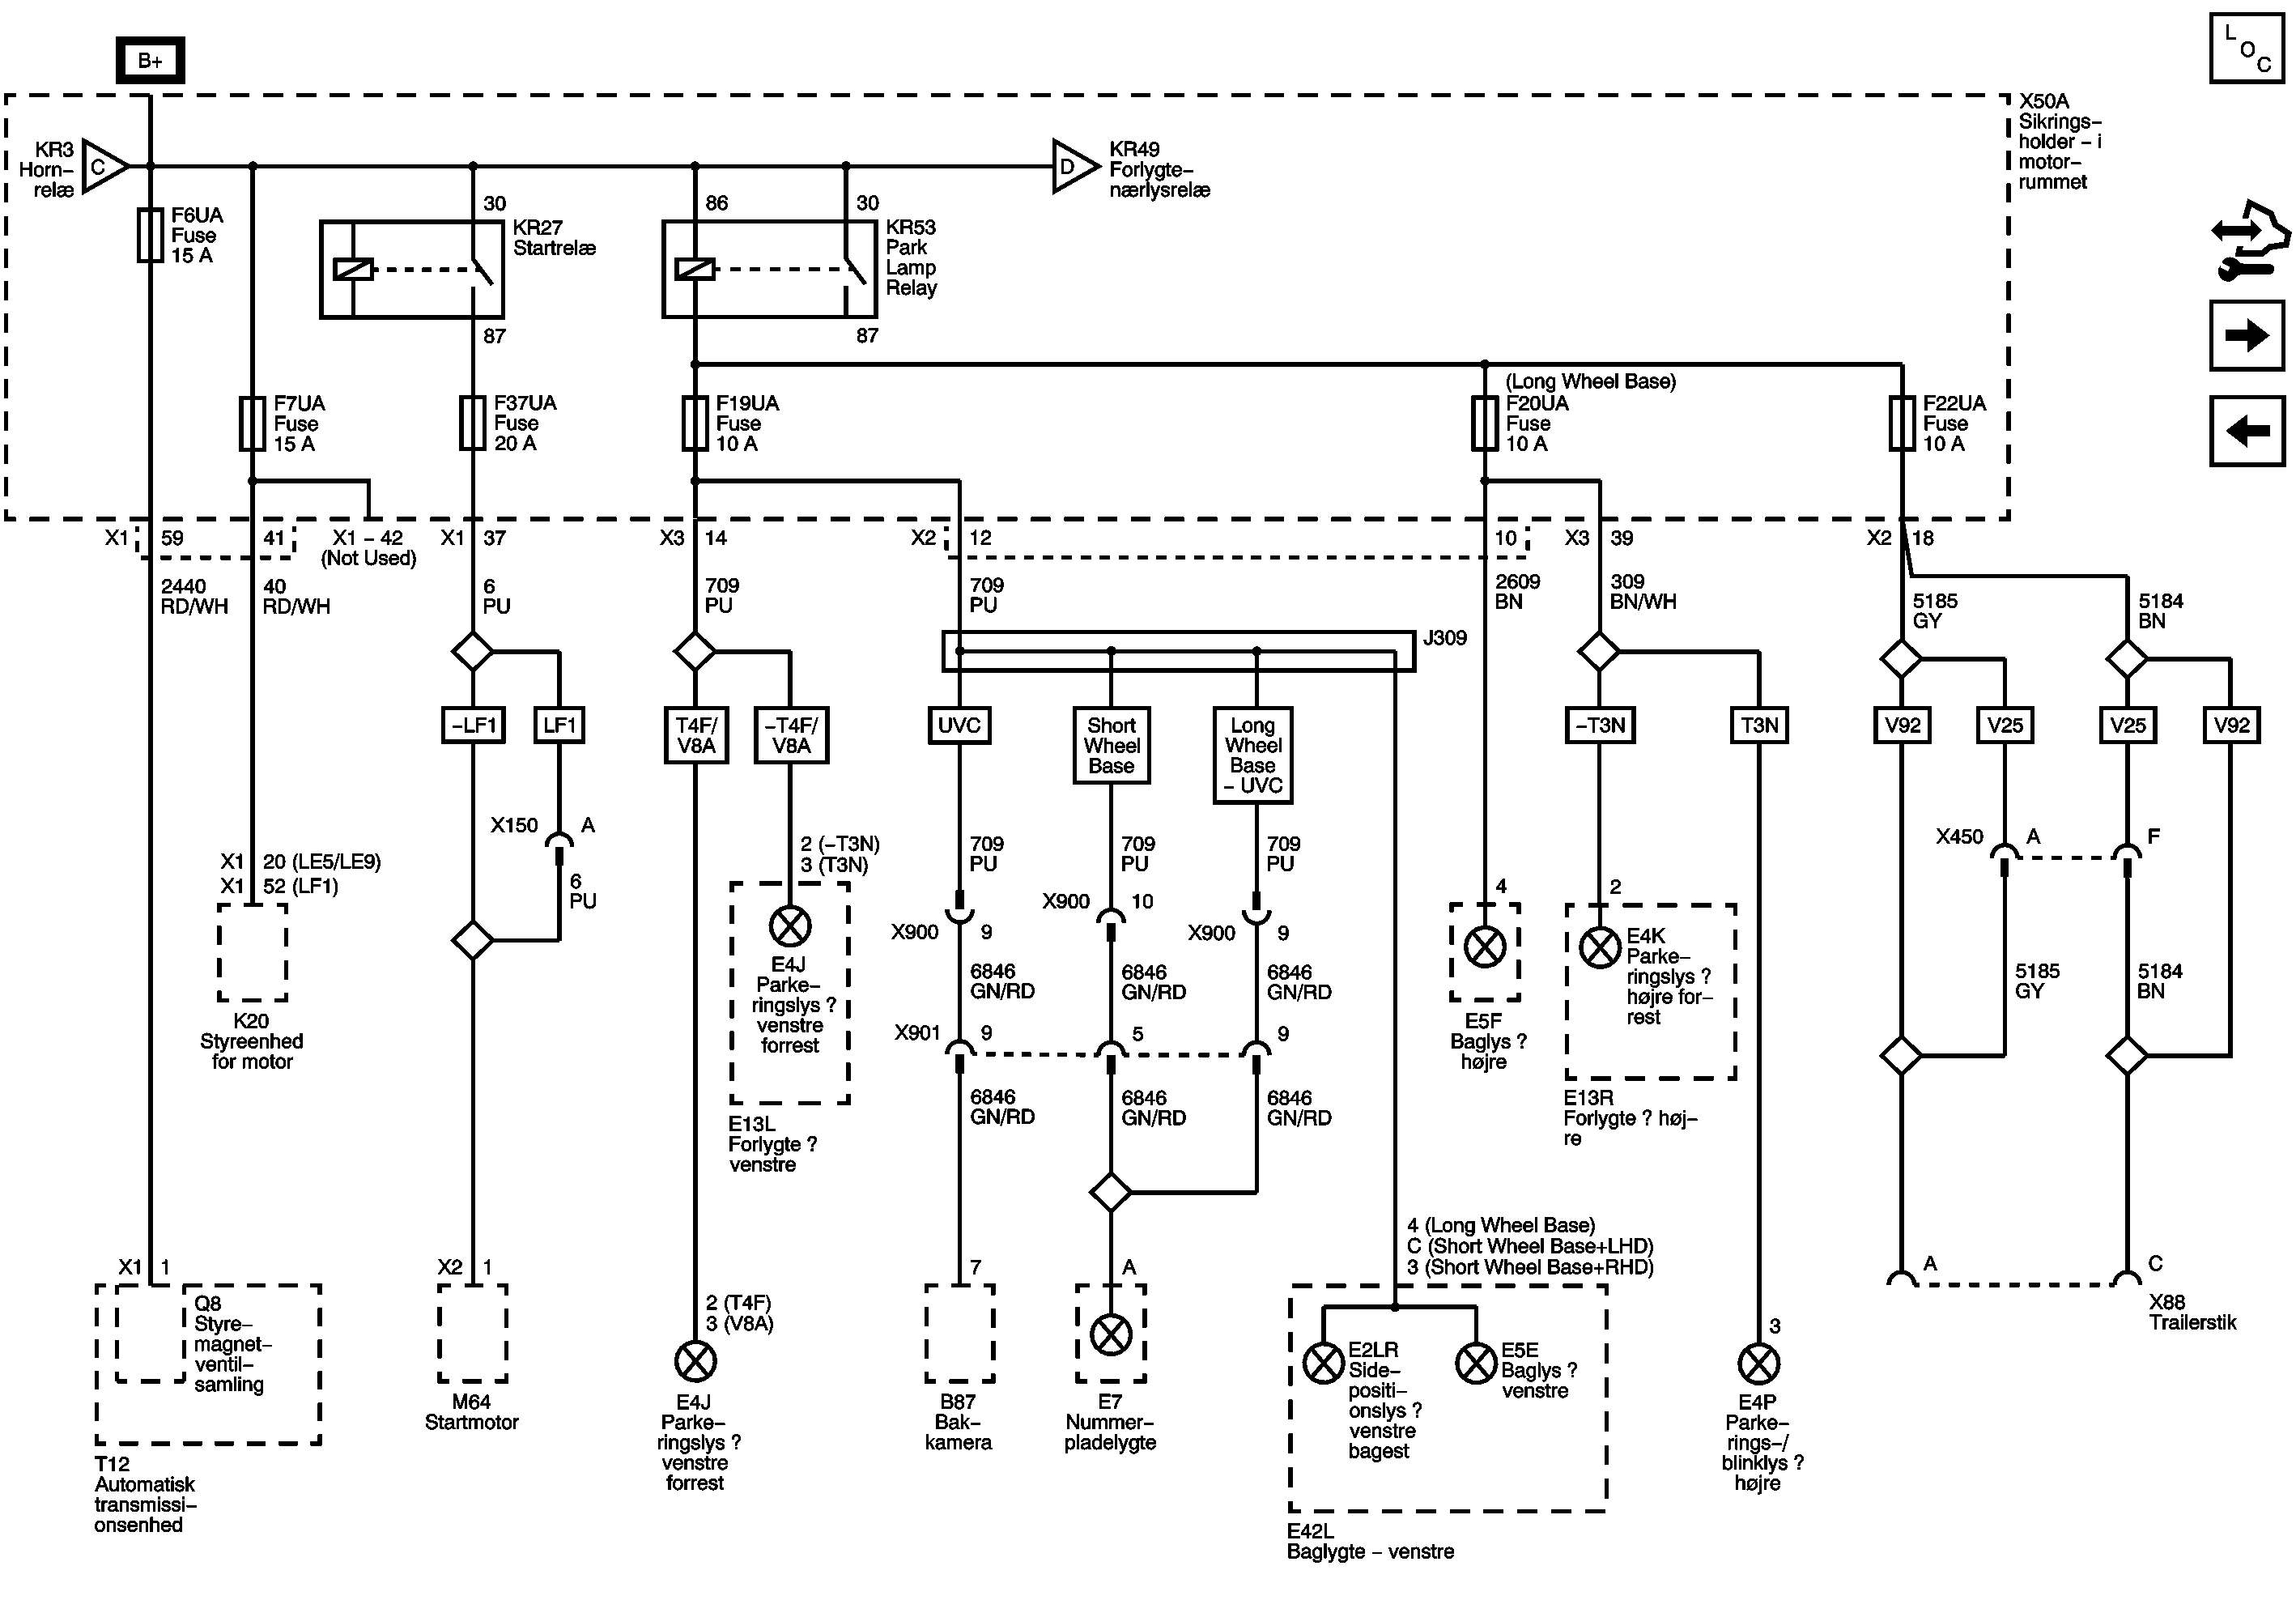 B+
L
O
C
X50A
Sikrings–
holder – i
motor–
rummet
KR3
Horn–
relæ
C
D
KR49
Forlygte–
nærlysrelæ
F6UA
Fuse
15 A
30
KR27
Startrelæ
87
86
30
KR53
Park
Lamp
Relay
87
F7UA
Fuse
15 A
F37UA
Fuse
20 A
F19UA
Fuse
10 A
(Long Wheel Base)
F20UA
Fuse
10 A
F22UA
Fuse
10 A
X1
59
41
X1 – 42
(Not Used)
X1
37
X3
14
X2
12
10
X3
39
X2
18
2440
RD/WH
40
RD/WH
6
PU
709
PU
709
PU
2609
BN
309
BN/WH
5185
GY
5184
BN
J309
–LF1
LF1
T4F/
V8A
–T4F/
V8A
UVC
Short
Wheel
Base
Long
Wheel
Base
– UVC
–T3N
T3N
V92
V25
V25
V92
X150
A
6
PU
X1
20 (LE5/LE9)
X1
52 (LF1)
K20
Styreenhed
for motor
2 (–T3N)
3 (T3N)
E4J
Parke–
ringslys ?
venstre
forrest
E13L
Forlygte ?
venstre
709
PU
709
PU
709
PU
X900
9
X900
10
X900
9
6846
GN/RD
6846
GN/RD
6846
GN/RD
X901
9
5
9
6846
GN/RD
6846
GN/RD
6846
GN/RD
4
E5F
Baglys ?
højre
2
E4K
Parke–
ringslys ?
højre for–
rest
E13R
Forlygte ? høj–
re
X450
A
F
5185
GY
5184
BN
X1
1
Q8
Styre–
magnet–
ventil–
samling
T12
Automatisk
transmissi–
onsenhed
X2
1
M64
Startmotor
2 (T4F)
3 (V8A)
E4J
Parke–
ringslys ?
venstre
forrest
7
B87
Bak–
kamera
A
E7
Nummer–
pladelygte
4 (Long Wheel Base)
C (Short Wheel Base+LHD)
3 (Short Wheel Base+RHD)
E2LR
Side–
positi–
onslys ?
venstre
bagest
E5E
Baglys ?
venstre
E42L
Baglygte – venstre
3
E4P
Parke–
rings–/
blinklys ?
højre
A
C
X88
Trailerstik